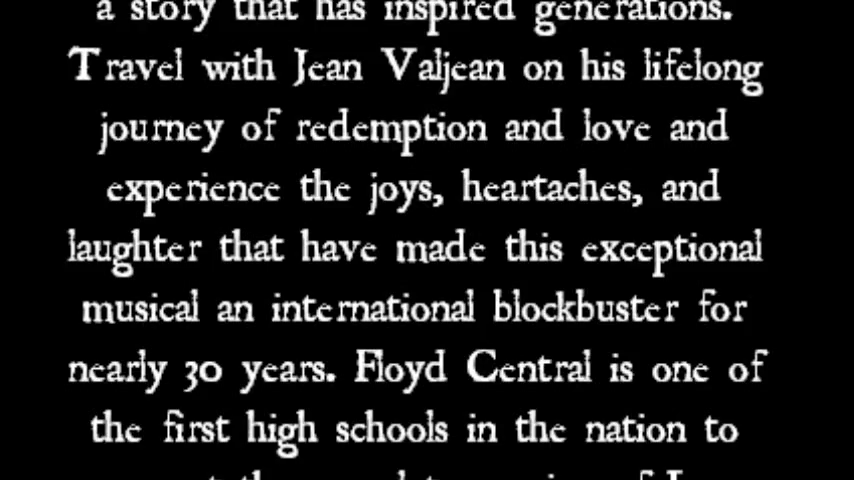 a story that has inspired generations.
Travel with Jean Valjean on his lifelong
journey of redemption and love and
experience the joys, heartaches, and
laughter that have made this exceptional
musical an international blockbuster for
nearly 30 years. Floyd Central is one of
the first high schools in the nation to